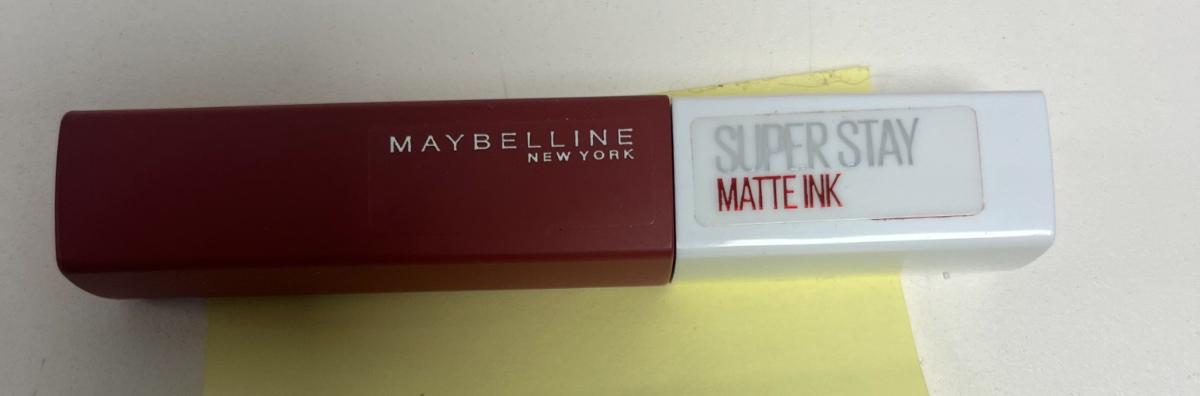 MAYBELLINE
NEW YORK
SUPER STAY
MATTE INK